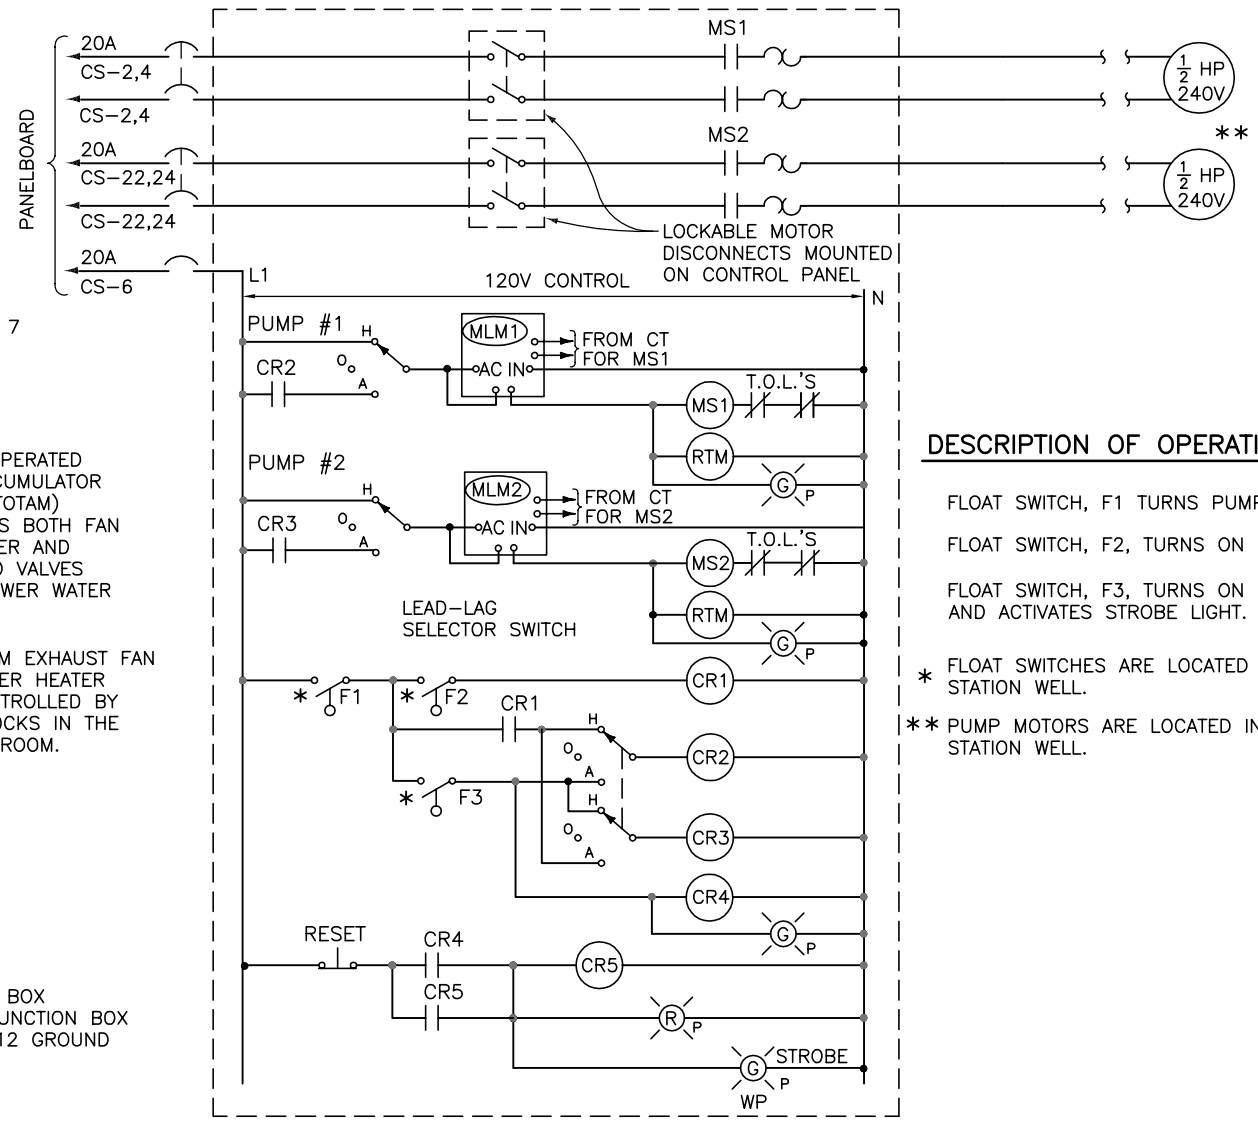 PANELBOARD
20A
CS-2,4
CS-2,4
20A
CS-22,24
CS-22,24
20A
CS-6
MS1
MS2
1/2 HP
240V
**
1/2 HP
240V
LOCKABLE MOTOR
DISCONNECTS MOUNTED
ON CONTROL PANEL
L1
120V CONTROL
N
7
PUMP #1
H
O
A
CR2
MLM1
AC IN
FROM CT
FOR MS1
MS1
T.O.L.'S
RTM
G
P
PUMP #2
H
O
A
CR3
MLM2
AC IN
FROM CT
FOR MS2
MS2
T.O.L.'S
RTM
G
P
LEAD-LAG
SELECTOR SWITCH
* F1
* F2
CR1
CR1
H
O
A
CR2
* F3
H
O
A
CR3
CR4
G
P
RESET
CR4
CR5
CR5
R
P
STROBE
G
P
WP
PERATED
CUMULATOR
TOTAM)
S BOTH FAN
ER AND
D VALVES
WER WATER
M EXHAUST FAN
ER HEATER
TROLLED BY
OCKS IN THE
ROOM.
BOX
UNCTION BOX
12 GROUND
DESCRIPTION OF OPERATI
FLOAT SWITCH, F1 TURNS PUMP
FLOAT SWITCH, F2, TURNS ON
FLOAT SWITCH, F3, TURNS ON
AND ACTIVATES STROBE LIGHT.
* FLOAT SWITCHES ARE LOCATED
STATION WELL.
** PUMP MOTORS ARE LOCATED IN
STATION WELL.